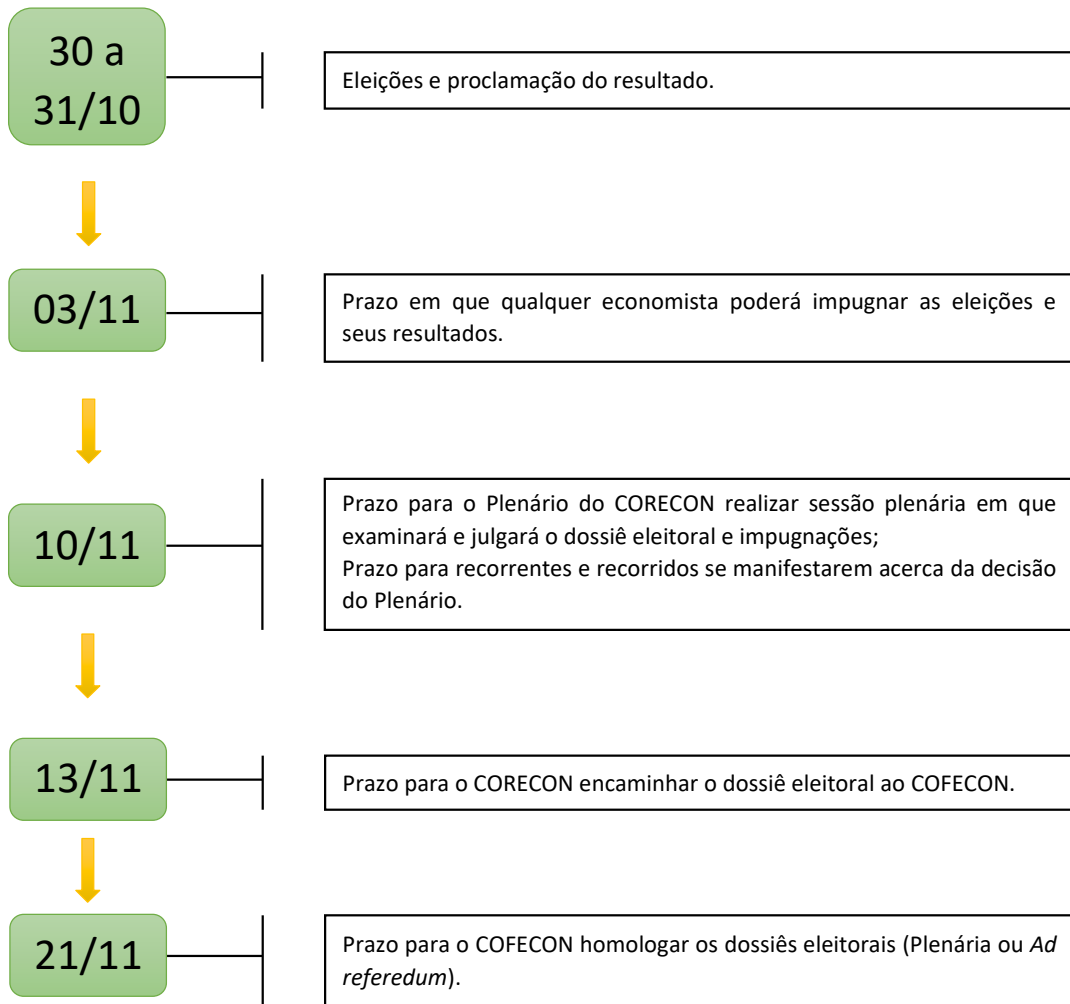 30 a
31/10
Eleições e proclamação do resultado.
03/11
Prazo em que qualquer economista poderá impugnar as eleições e
seus resultados.
10/11
Prazo para o Plenário do CORECON realizar sessão plenária em que
examinará e julgará o dossiê eleitoral e impugnações;
Prazo para recorrentes e recorridos se manifestarem acerca da decisão
do Plenário.
13/11
Prazo para o CORECON encaminhar o dossiê eleitoral ao COFECON.
21/11
Prazo para o COFECON homologar os dossiês eleitorais (Plenária ou Ad
referedum).